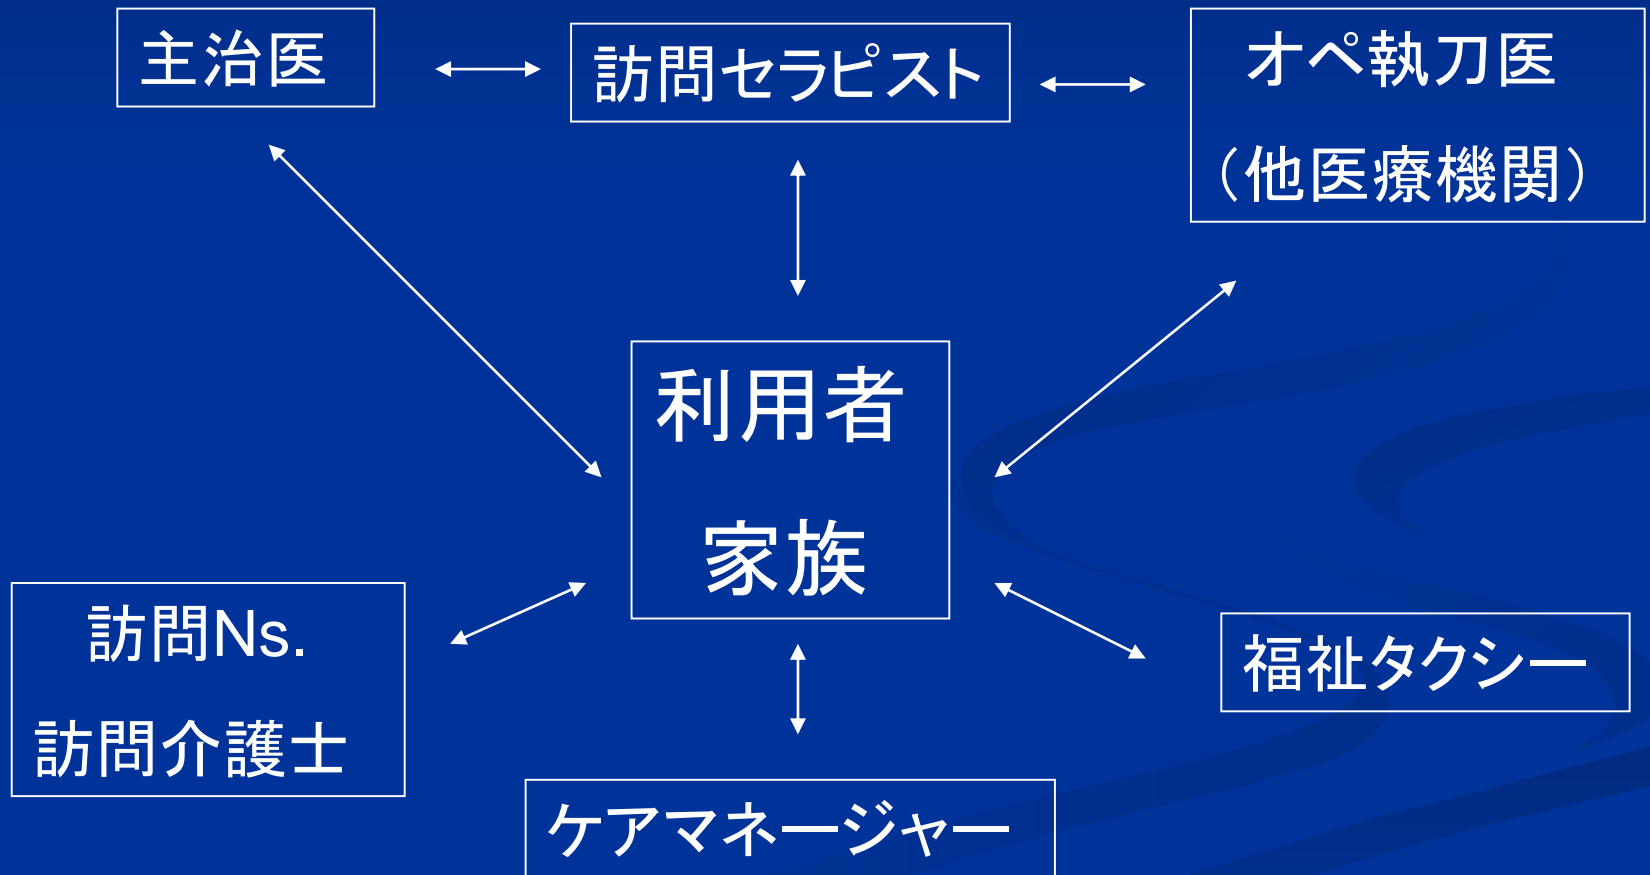 主治医
訪問セラピスト
オペ執刀医
（他医療機関）
利用者
家族
訪問Ns.
訪問介護士
福祉タクシー
ケアマネージャー